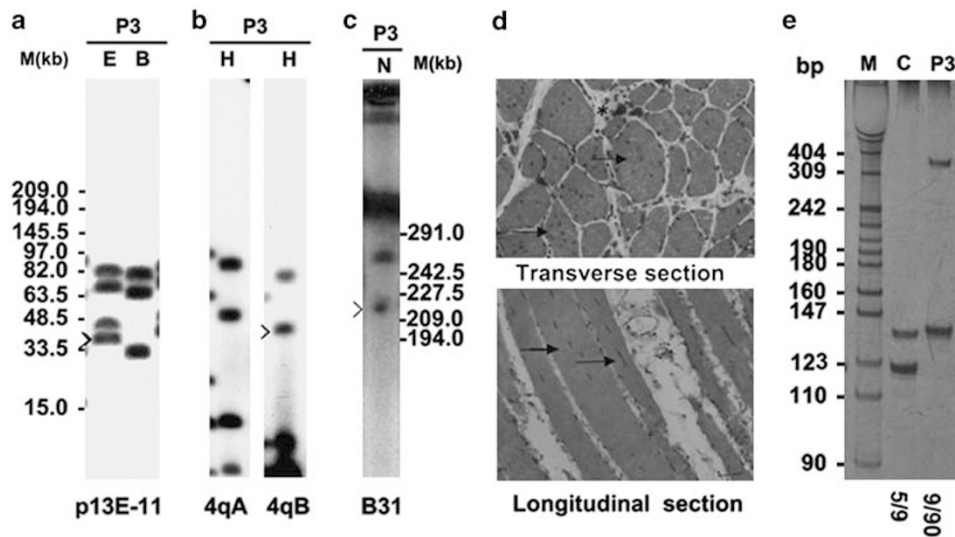 a
P3
E B
M(kb)
209.0 -
194.0 -
145.5 -
97.0 -
82.0 -
63.5 -
48.5 -
33.5
15.0 -
p13E-11
b
P3
H H
4qA 4qB
c
P3
N
M(kb)
-291.0
-242.5
-227.5
-209.0
-194.0
B31
d
*
Transverse section
Longitudinal section
e
bp M C P3
404
309
242
190
180
160
147
123
110
90
5/9
9/90